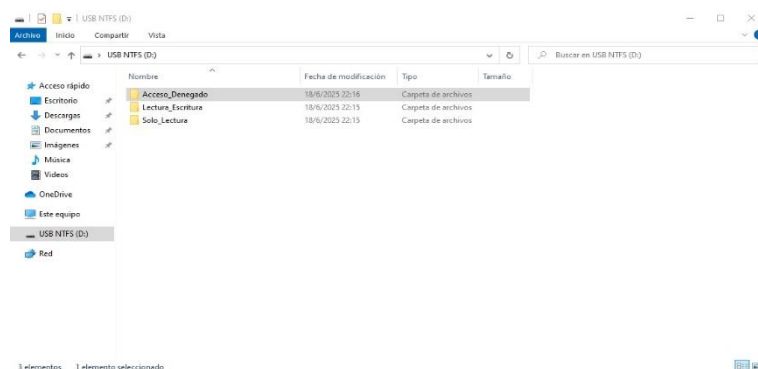 USB NTFS (D:)
Archivo Inicio Compartir Vista
USB NTFS (D:) Buscar en USB NTFS (D:)
Nombre Fecha de modificación Tipo Tamaño
Acceso rápido
Acceso_Denegado 18/6/2025 22:16 Carpeta de archivos
Escritorio
Lectura_Escritura 18/6/2025 22:15 Carpeta de archivos
Descargas
Solo_Lectura 18/6/2025 22:15 Carpeta de archivos
Documentos
Imágenes
Música
Videos
OneDrive
Este equipo
USB NTFS (D:)
Red
3 elementos 1 elemento seleccionado